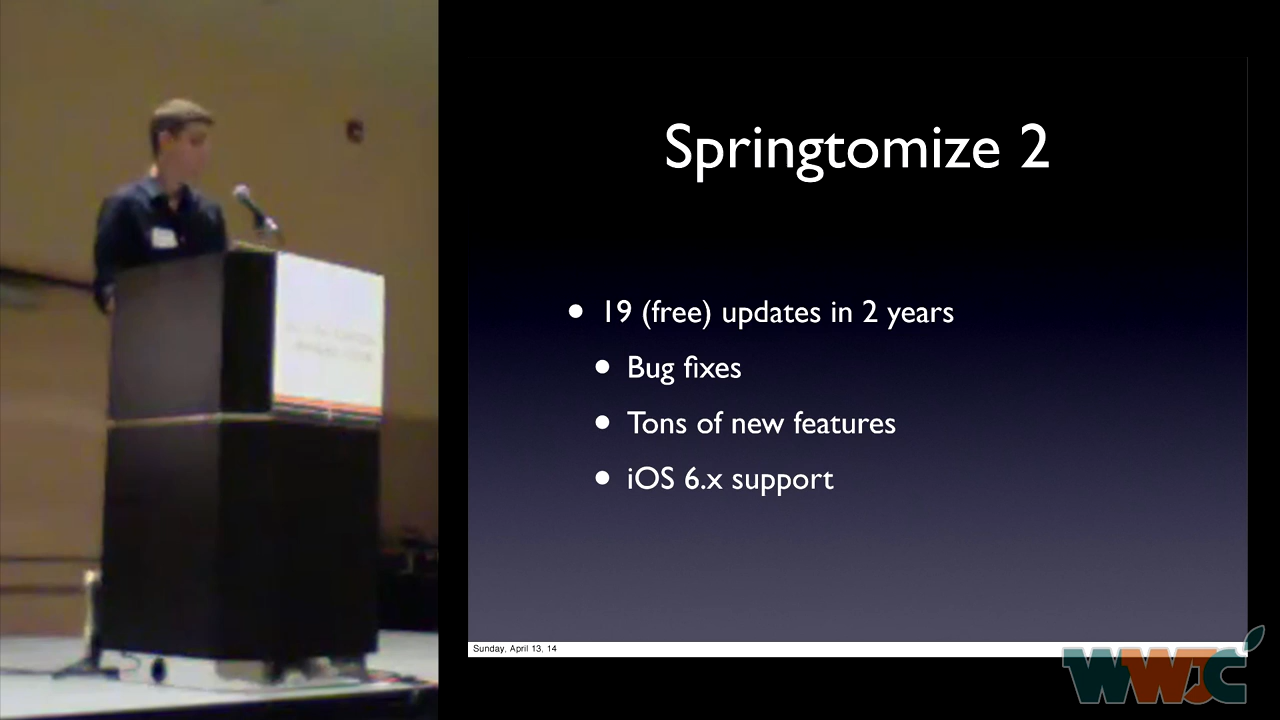 Springtomize 2
• 19 (free) updates in 2 years
• Bug fixes
• Tons of new features
• iOS 6.x support
Sunday, April 13, 14
WWJC